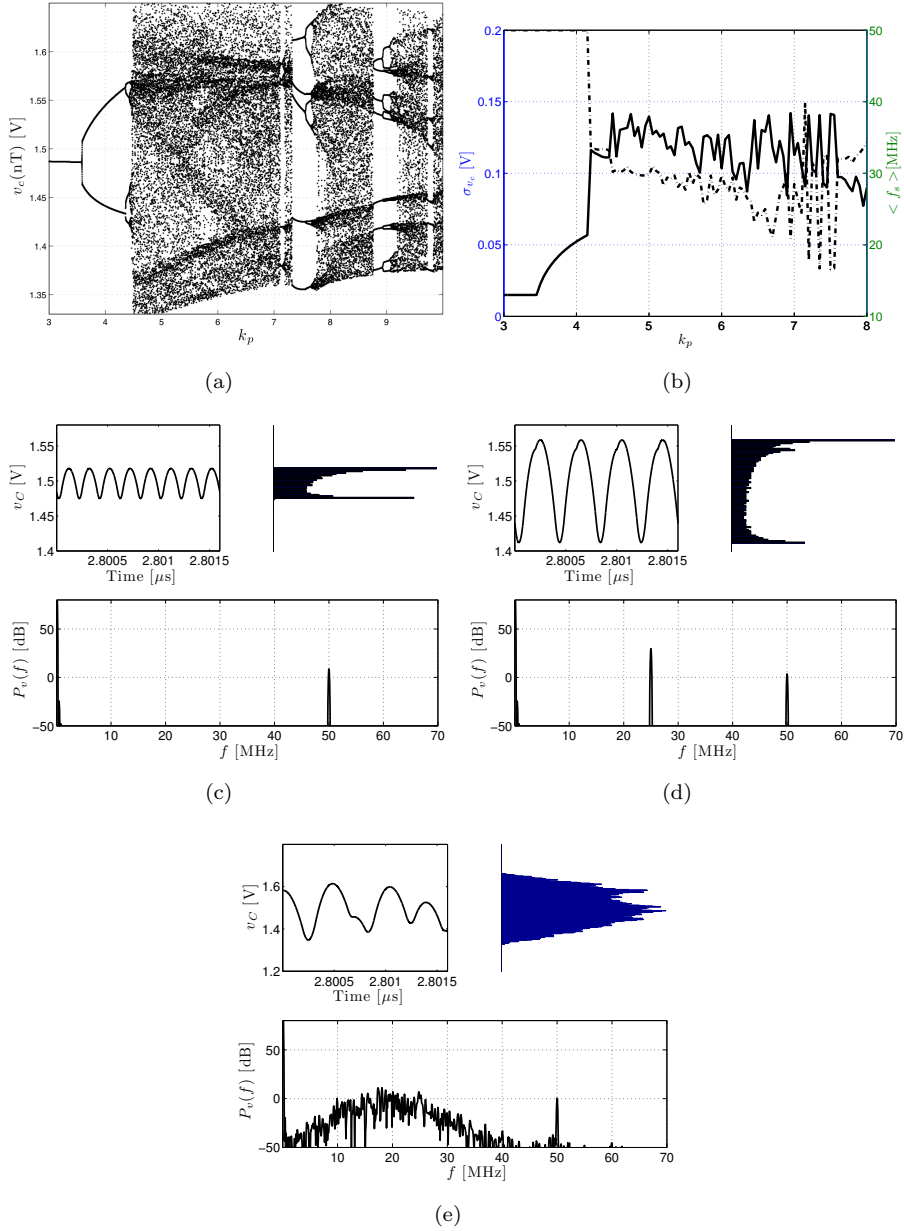 1.6
1.55
1.5
1.45
1.4
1.35
v_c(nT) [V]
3 4 5 6 7 8 9 10
k_p
(a)
0.2
0.15
0.1
0.05
0
σ_{v_c} [V]
50
40
30
20
10
< f_s > [MHz]
3 4 5 6 7 8
k_p
(b)
1.55
1.5
1.45
1.4
v_C [V]
2.8005 2.801 2.8015
Time [μs]
50
0
−50
P_v(f) [dB]
10 20 30 40 50 60 70
f [MHz]
(c)
1.55
1.5
1.45
1.4
v_C [V]
2.8005 2.801 2.8015
Time [μs]
50
0
−50
P_v(f) [dB]
10 20 30 40 50 60 70
f [MHz]
(d)
1.6
1.4
1.2
v_C [V]
2.8005 2.801 2.8015
Time [μs]
50
0
−50
P_v(f) [dB]
10 20 30 40 50 60 70
f [MHz]
(e)